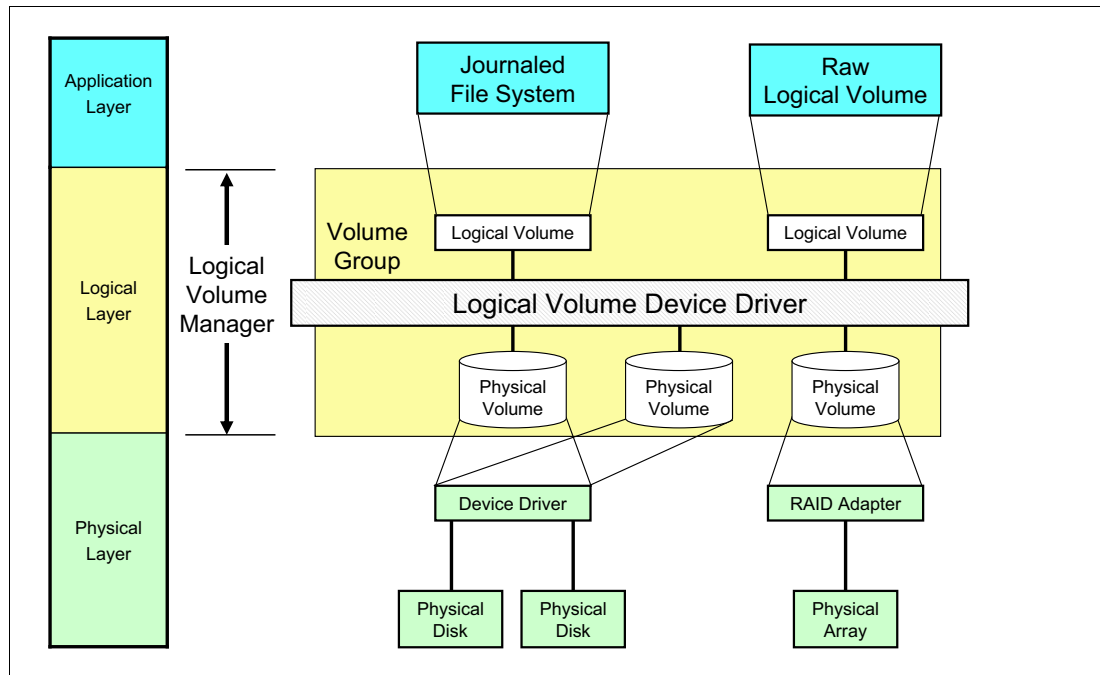 Application
Layer
Logical
Layer
Physical
Layer
Logical
Volume
Manager
Journaled
File System
Raw
Logical Volume
Volume
Group
Logical Volume
Logical Volume
Logical Volume Device Driver
Physical
Volume
Physical
Volume
Physical
Volume
Device Driver
RAID Adapter
Physical
Disk
Physical
Disk
Physical
Array